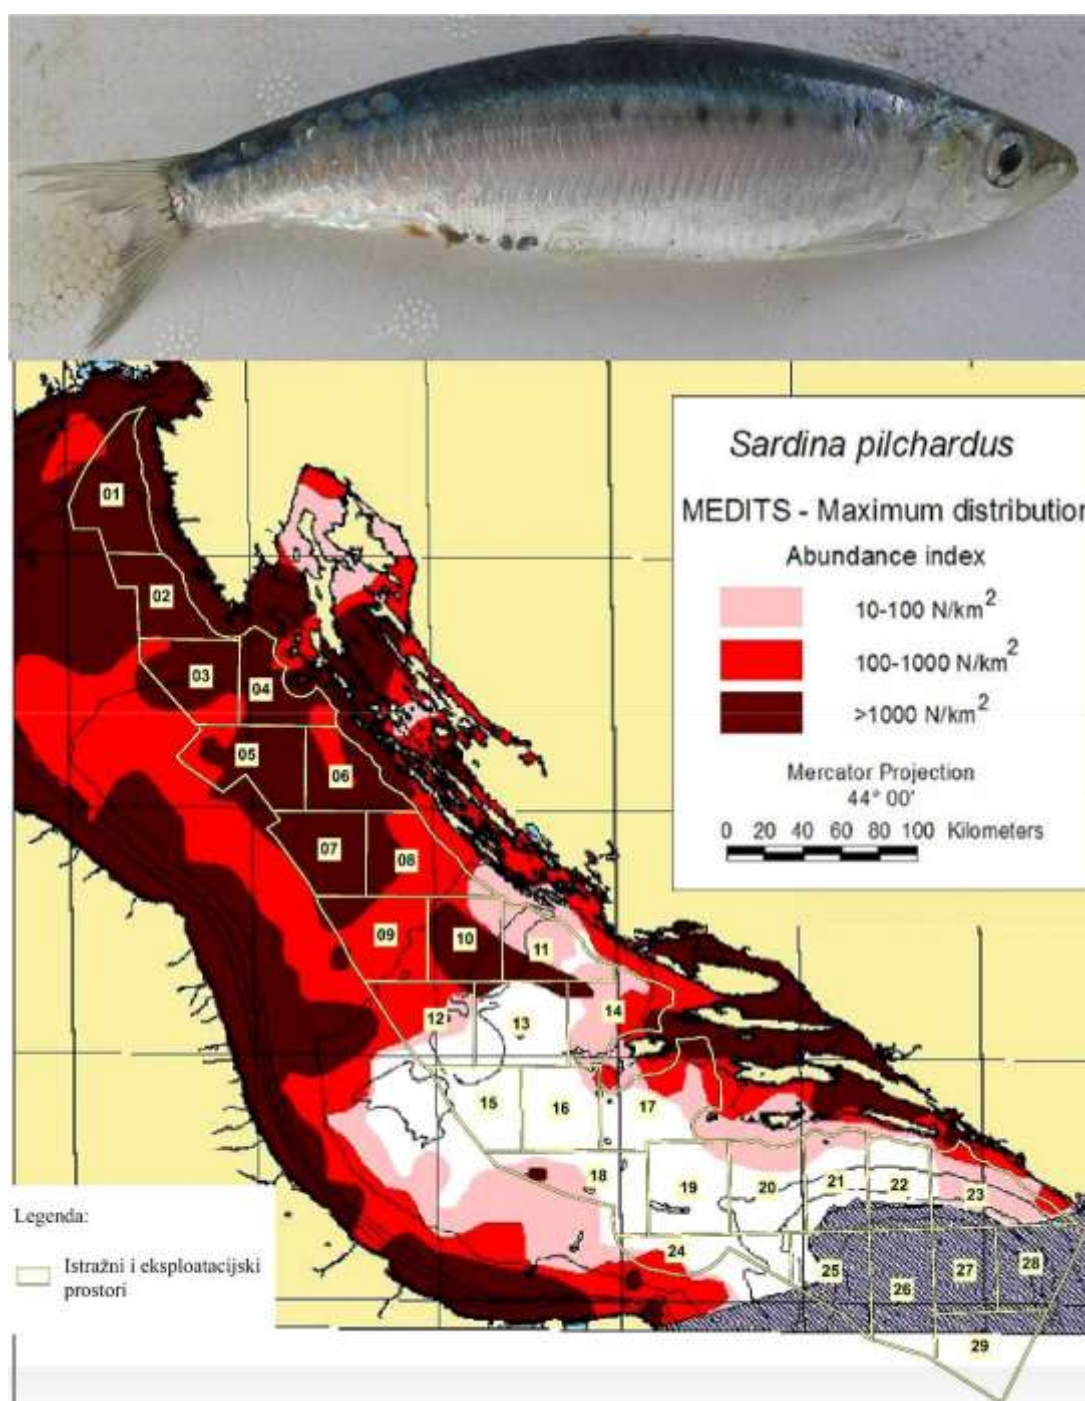 Sardina pilchardus
MEDITS - Maximum distribution
Abundance index
10-100 N/km²
100-1000 N/km²
>1000 N/km²
Mercator Projection
44° 00'
0 20 40 60 80 100 Kilometers
01
02
03
04
05
06
07
08
09
10
11
12
13
14
15
16
17
18
19
20
21
22
23
24
25
26
27
28
29
Legenda:
Istražni i eksploatacijski
prostori